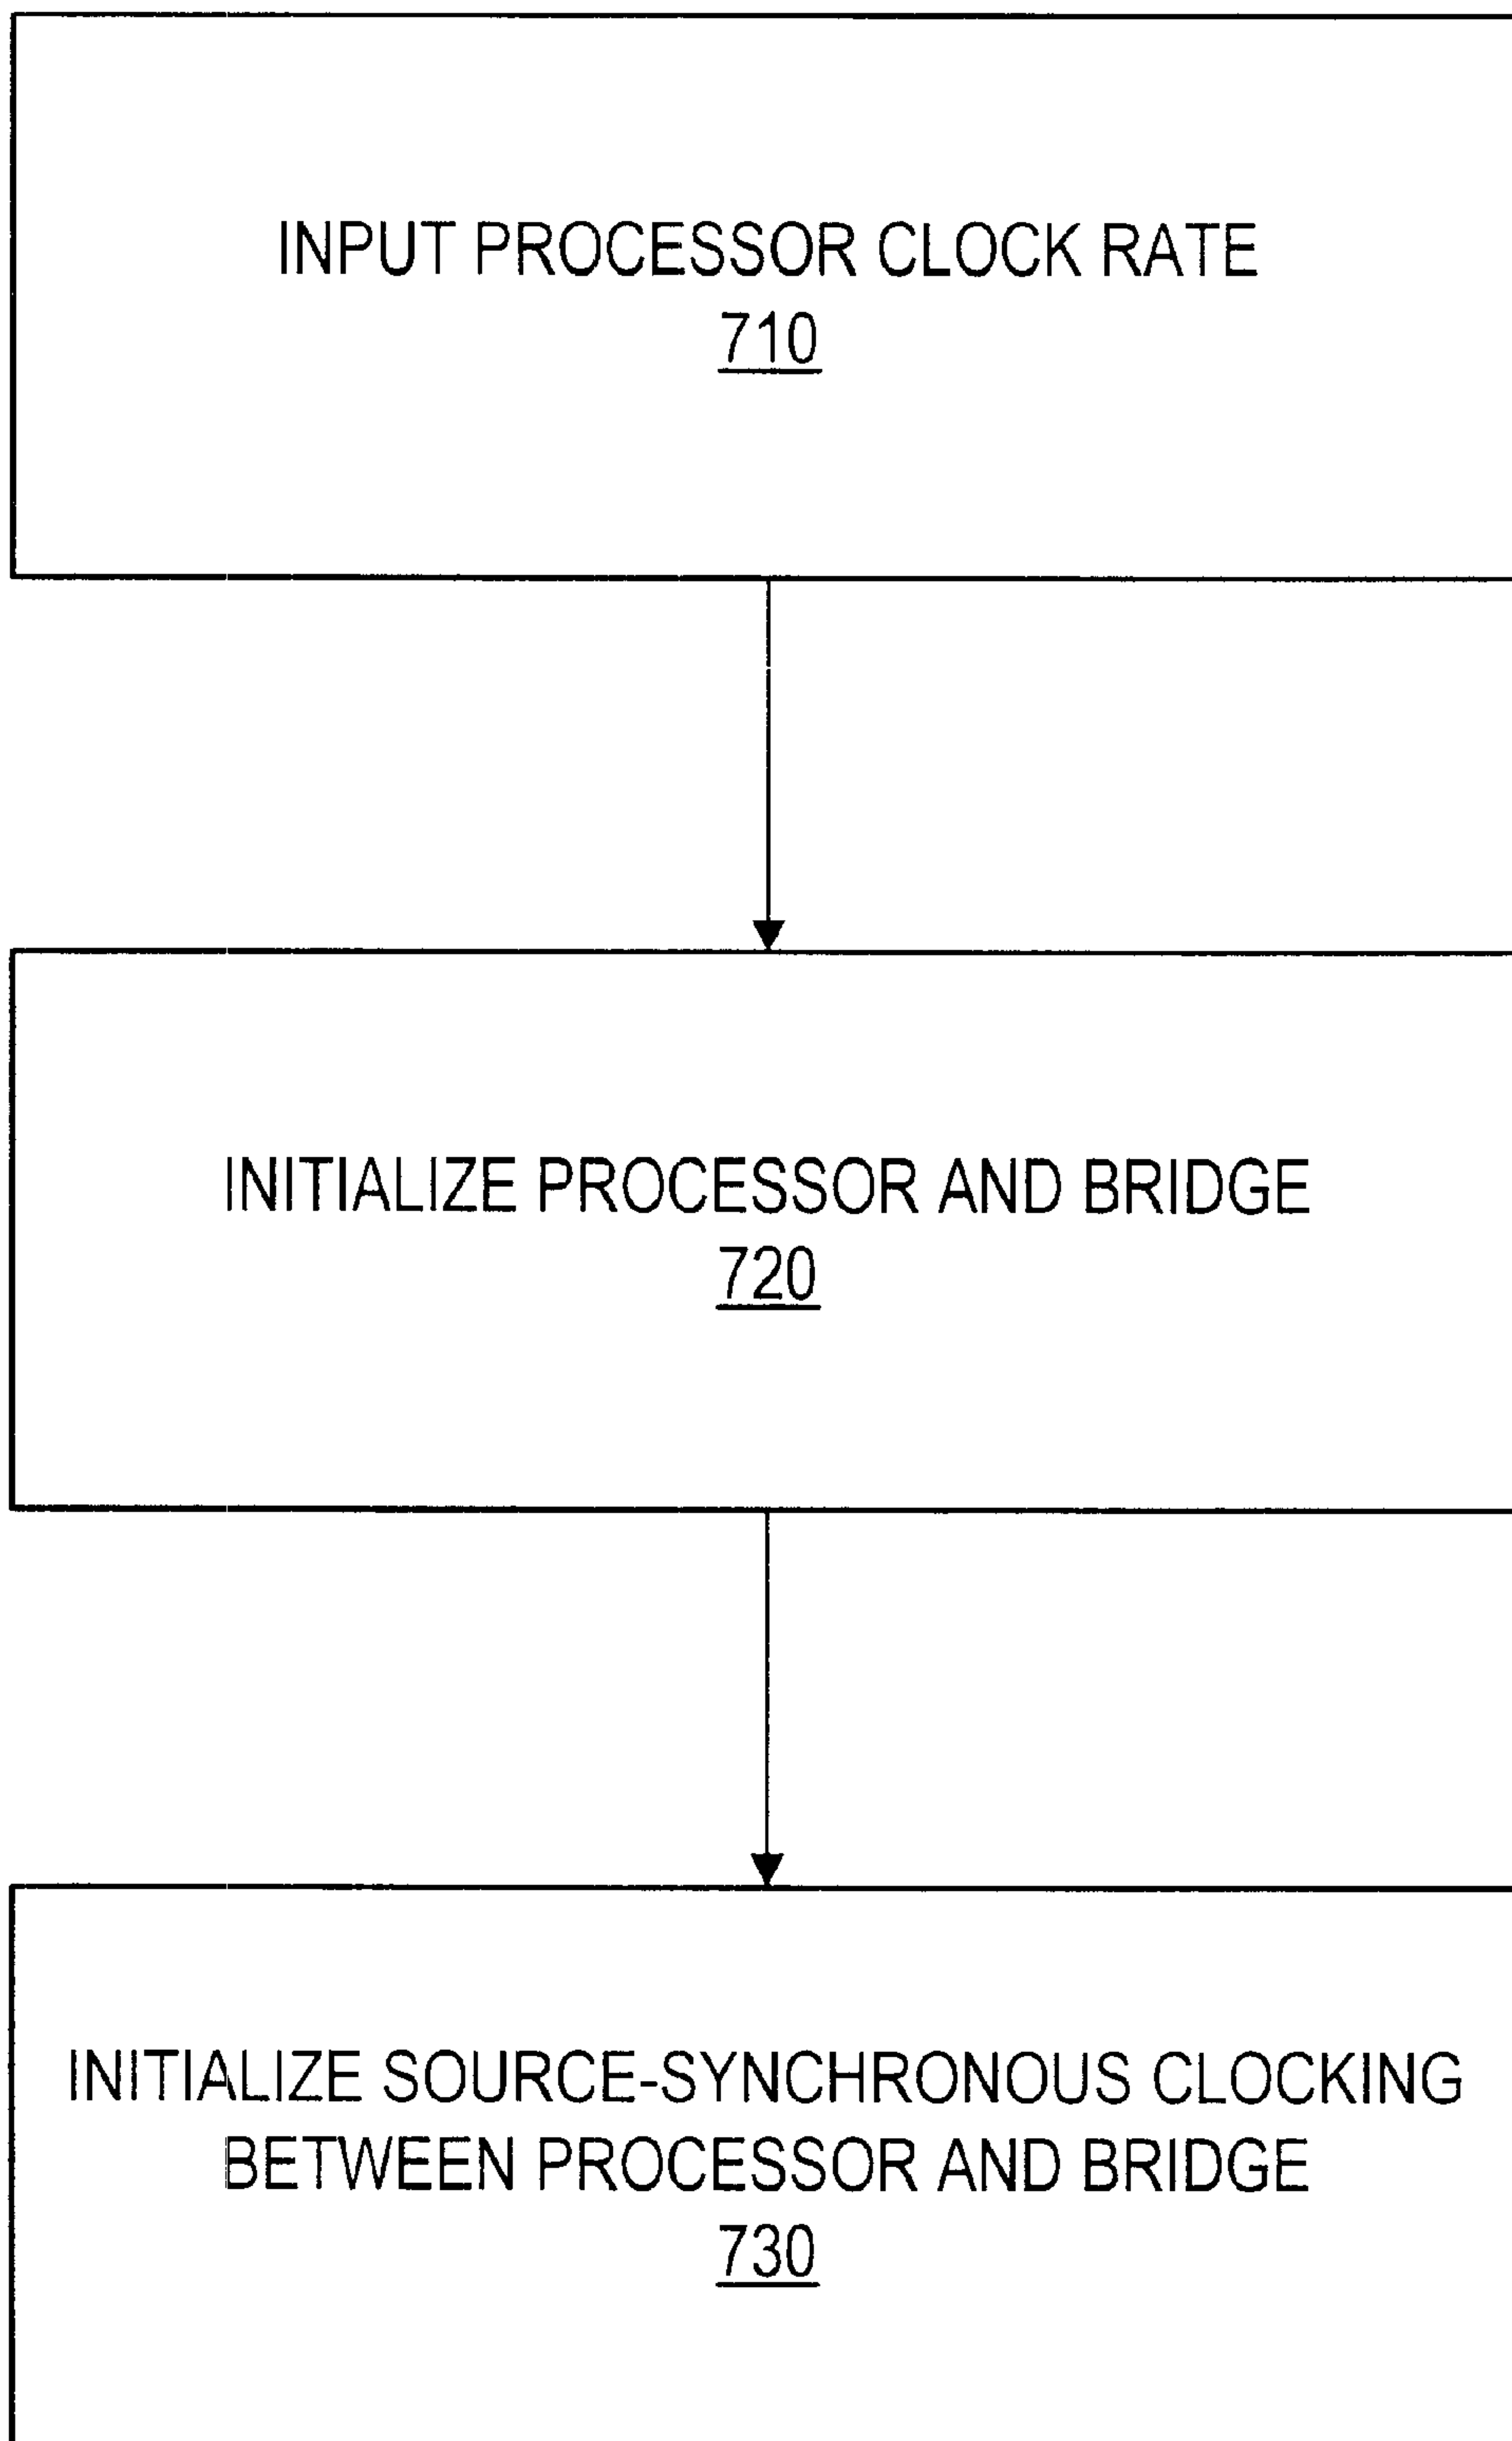 INPUT PROCESSOR CLOCK RATE
710
INITIALIZE PROCESSOR AND BRIDGE
720
INITIALIZE SOURCE-SYNCHRONOUS CLOCKING
BETWEEN PROCESSOR AND BRIDGE
730